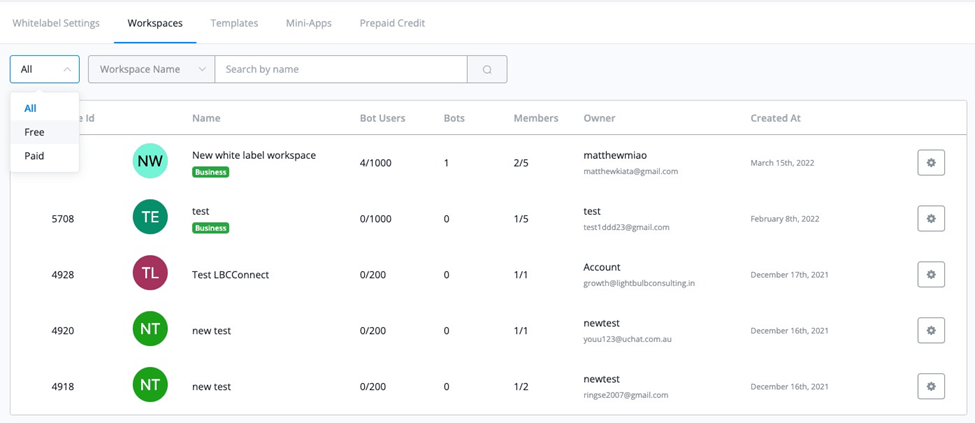 Whitelabel Settings Workspaces Templates Mini-Apps Prepaid Credit
All Workspace Name Search by name
All
Free
Paid
e Id Name Bot Users Bots Members Owner Created At
NW New white label workspace Business 4/1000 1 2/5 matthewmiao matthewkiata@gmail.com March 15th, 2022
5708 TE test Business 0/1000 0 1/5 test test1ddd23@gmail.com February 8th, 2022
4928 TL Test LBCConnect 0/200 0 1/1 Account growth@lightbulbconsulting.in December 17th, 2021
4920 NT new test 0/200 0 1/1 newtest youu123@uchat.com.au December 16th, 2021
4918 NT new test 0/200 0 1/2 newtest ringse2007@gmail.com December 16th, 2021